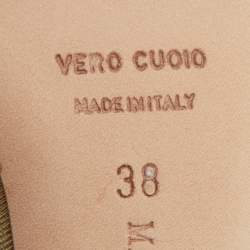 VERO CUOIO
MADE IN ITALY
38
M